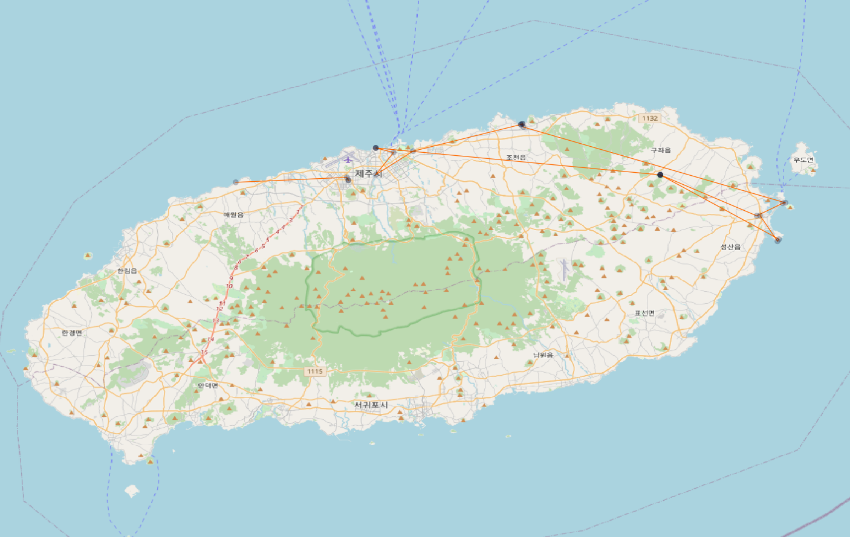 1132
구좌읍
조천읍
우도면
제주시
애월읍
성산읍
한림읍
표선면
한경면
남원읍
1115
안덕면
서귀포시